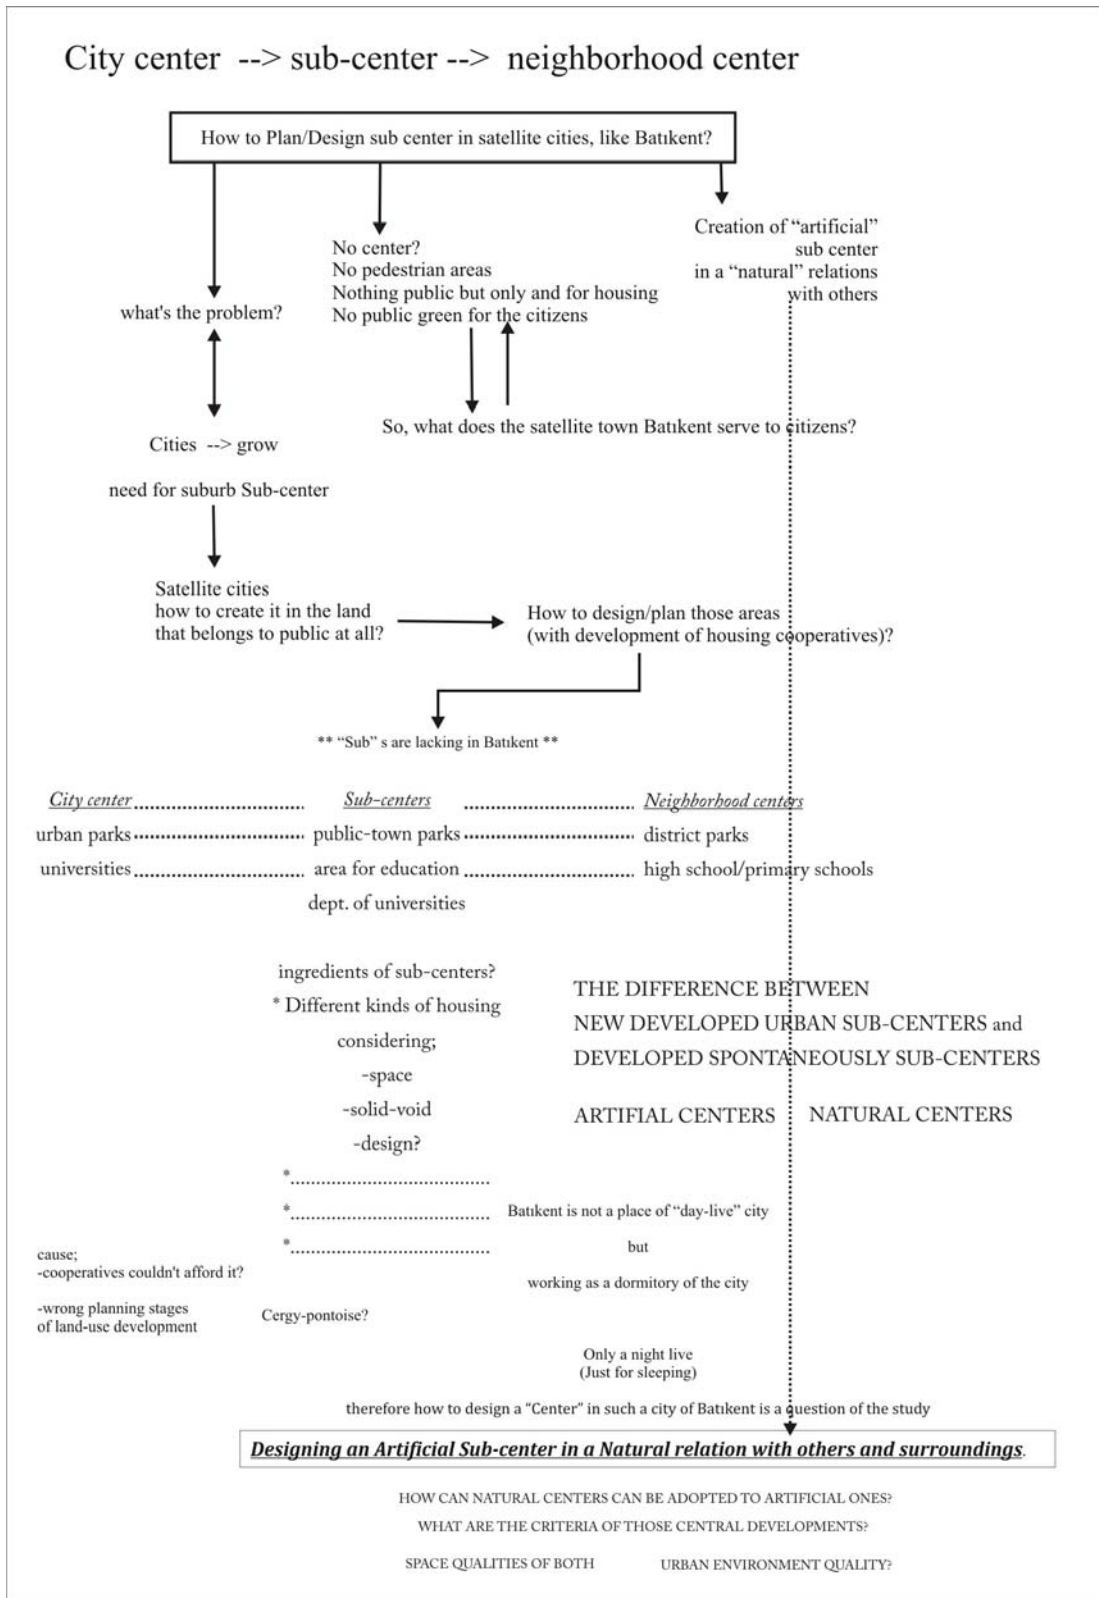 City center --> sub-center --> neighborhood center
How to Plan/Design sub center in satellite cities, like Batıkent?
No center?
No pedestrian areas
Nothing public but only and for housing
No public green for the citizens
Creation of “artificial”
sub center
in a “natural” relations
with others
what's the problem?
So, what does the satellite town Batıkent serve to citizens?
Cities --> grow
need for suburb Sub-center
Satellite cities
how to create it in the land
that belongs to public at all?
How to design/plan those areas
(with development of housing cooperatives)?
** “Sub” s are lacking in Batıkent **
City center ........................... Sub-centers ........................... Neighborhood centers
urban parks ........................... public-town parks ........................... district parks
universities ........................... area for education ........................... high school/primary schools
dept. of universities
ingredients of sub-centers?
* Different kinds of housing
considering;
-space
-solid-void
-design?
*.................................
*.................................
*.................................
THE DIFFERENCE BETWEEN
NEW DEVELOPED URBAN SUB-CENTERS and
DEVELOPED SPONTANEOUSLY SUB-CENTERS
ARTIFIAL CENTERS NATURAL CENTERS
Batıkent is not a place of “day-live” city
but
working as a dormitory of the city
cause;
-cooperatives couldn't afford it?
-wrong planning stages
of land-use development
Cergy-pontoise?
Only a night live
(Just for sleeping)
therefore how to design a “Center” in such a city of Batıkent is a question of the study
Designing an Artificial Sub-center in a Natural relation with others and surroundings.
HOW CAN NATURAL CENTERS CAN BE ADOPTED TO ARTIFICIAL ONES?
WHAT ARE THE CRITERIA OF THOSE CENTRAL DEVELOPMENTS?
SPACE QUALITIES OF BOTH URBAN ENVIRONMENT QUALITY?